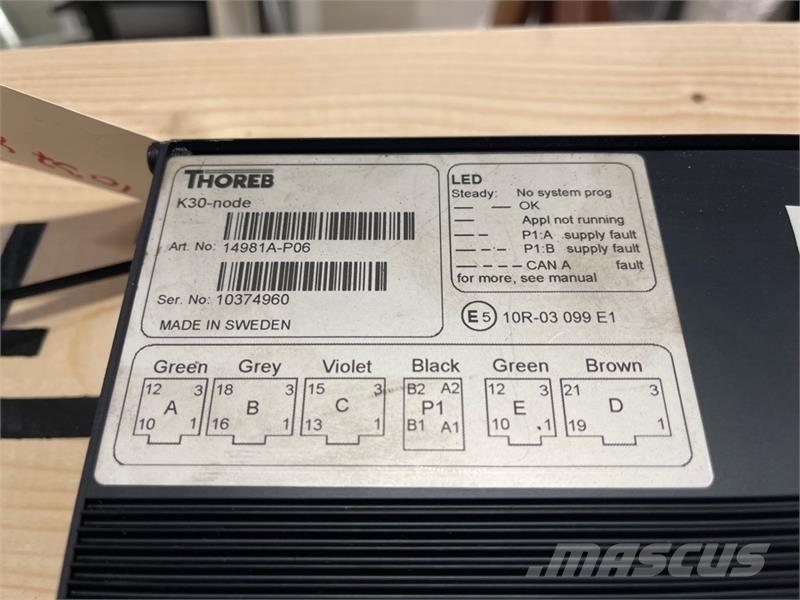 THOREB
K30-node
Art. No: 14981A-P06
Ser. No: 10374960
MADE IN SWEDEN
LED
Steady: No system prog
— — OK
— Appl not running
— - - — P1:A supply fault
— - - — P1:B supply fault
— - - - — CAN A fault
for more, see manual
E5 10R-03 099 E1
Green Grey Violet Black Green Brown
12 3 18 3 15 3 B2 A2 12 3 21 3
A B C P1 E D
10 1 16 1 13 1 B1 A1 10 1 19 1
MASCUS